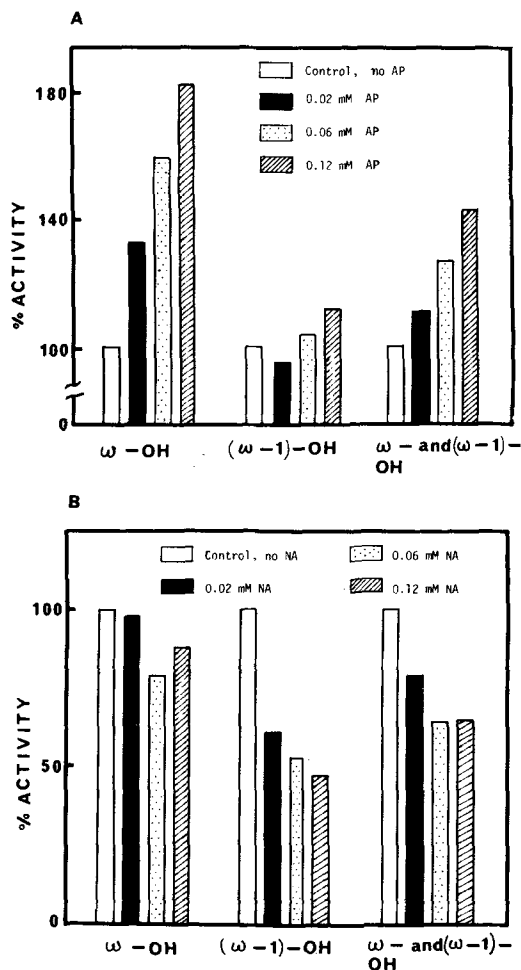 A
Control, no AP
0.02 mM AP
0.06 mM AP
0.12 mM AP
180
140
100
0
% ACTIVITY
ω -OH
(ω-1)-OH
ω - and(ω-1)-
OH
B
Control, no NA
0.06 mM NA
0.02 mM NA
0.12 mM NA
100
50
0
% ACTIVITY
ω -OH
(ω-1)-OH
ω - and(ω-1)-
OH